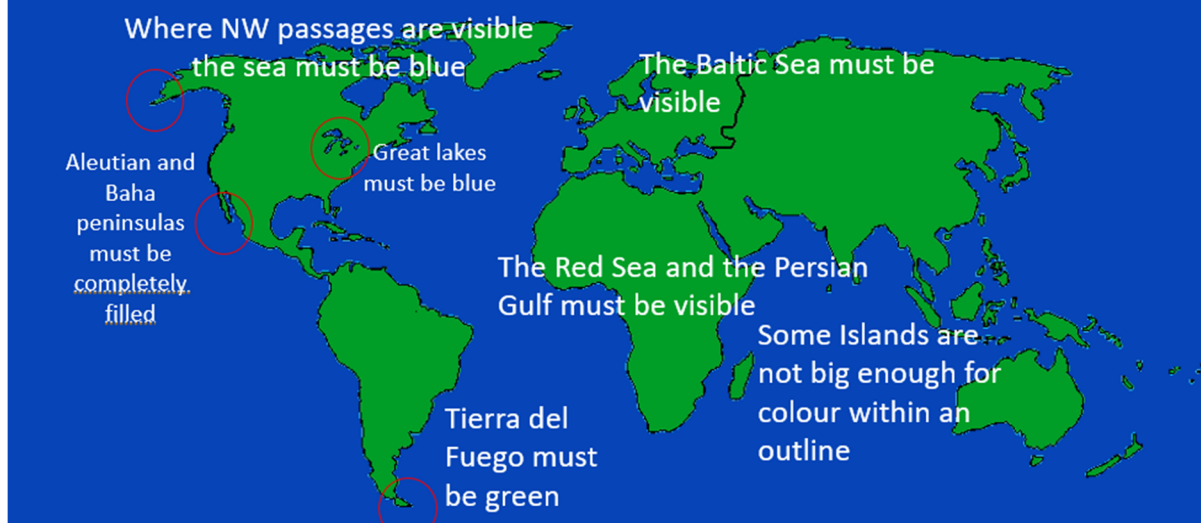 Where NW passages are visible
the sea must be blue
The Baltic Sea must be
visible
Great lakes
must be blue
Aleutian and
Baha
peninsulas
must be
completely
filled
The Red Sea and the Persian
Gulf must be visible
Some Islands are
not big enough for
colour within an
outline
Tierra del
Fuego must
be green